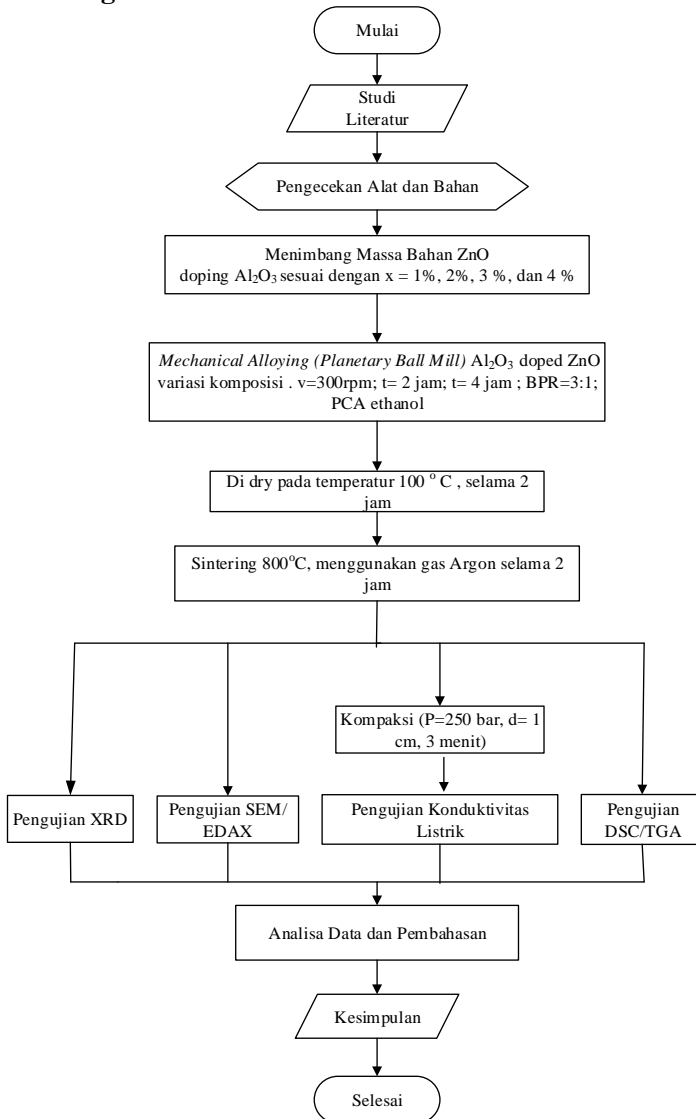 Mulai
Studi
Literatur
Pengecekan Alat dan Bahan
Menimbang Massa Bahan ZnO
doping Al₂O₃ sesuai dengan x = 1%, 2%, 3 %, dan 4 %
Mechanical Alloying (Planetary Ball Mill) Al₂O₃ doped ZnO
variasi komposisi . v=300rpm; t= 2 jam; t= 4 jam ; BPR=3:1;
PCA ethanol
Di dry pada temperatur 100 ° C , selama 2
jam
Sintering 800°C, menggunakan gas Argon selama 2
jam
Kompaksi (P=250 bar, d= 1
cm, 3 menit)
Pengujian XRD
Pengujian SEM/
EDAX
Pengujian Konduktivitas
Listrik
Pengujian
DSC/TGA
Analisa Data dan Pembahasan
Kesimpulan
Selesai